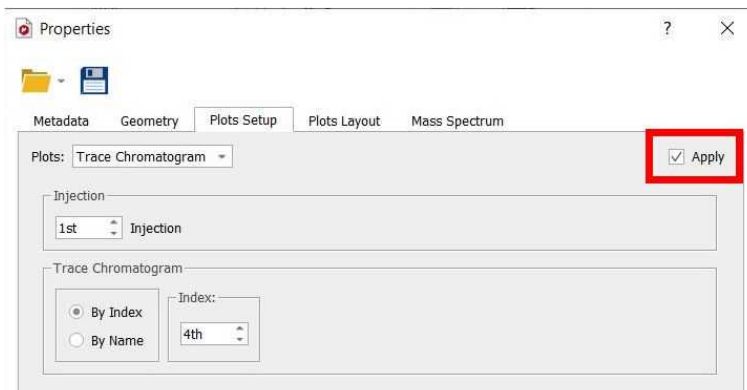 Properties
?
Metadata Geometry Plots Setup Plots Layout Mass Spectrum
Plots: Trace Chromatogram Apply
Injection
1st Injection
Trace Chromatogram
Index:
By Index
4th
By Name